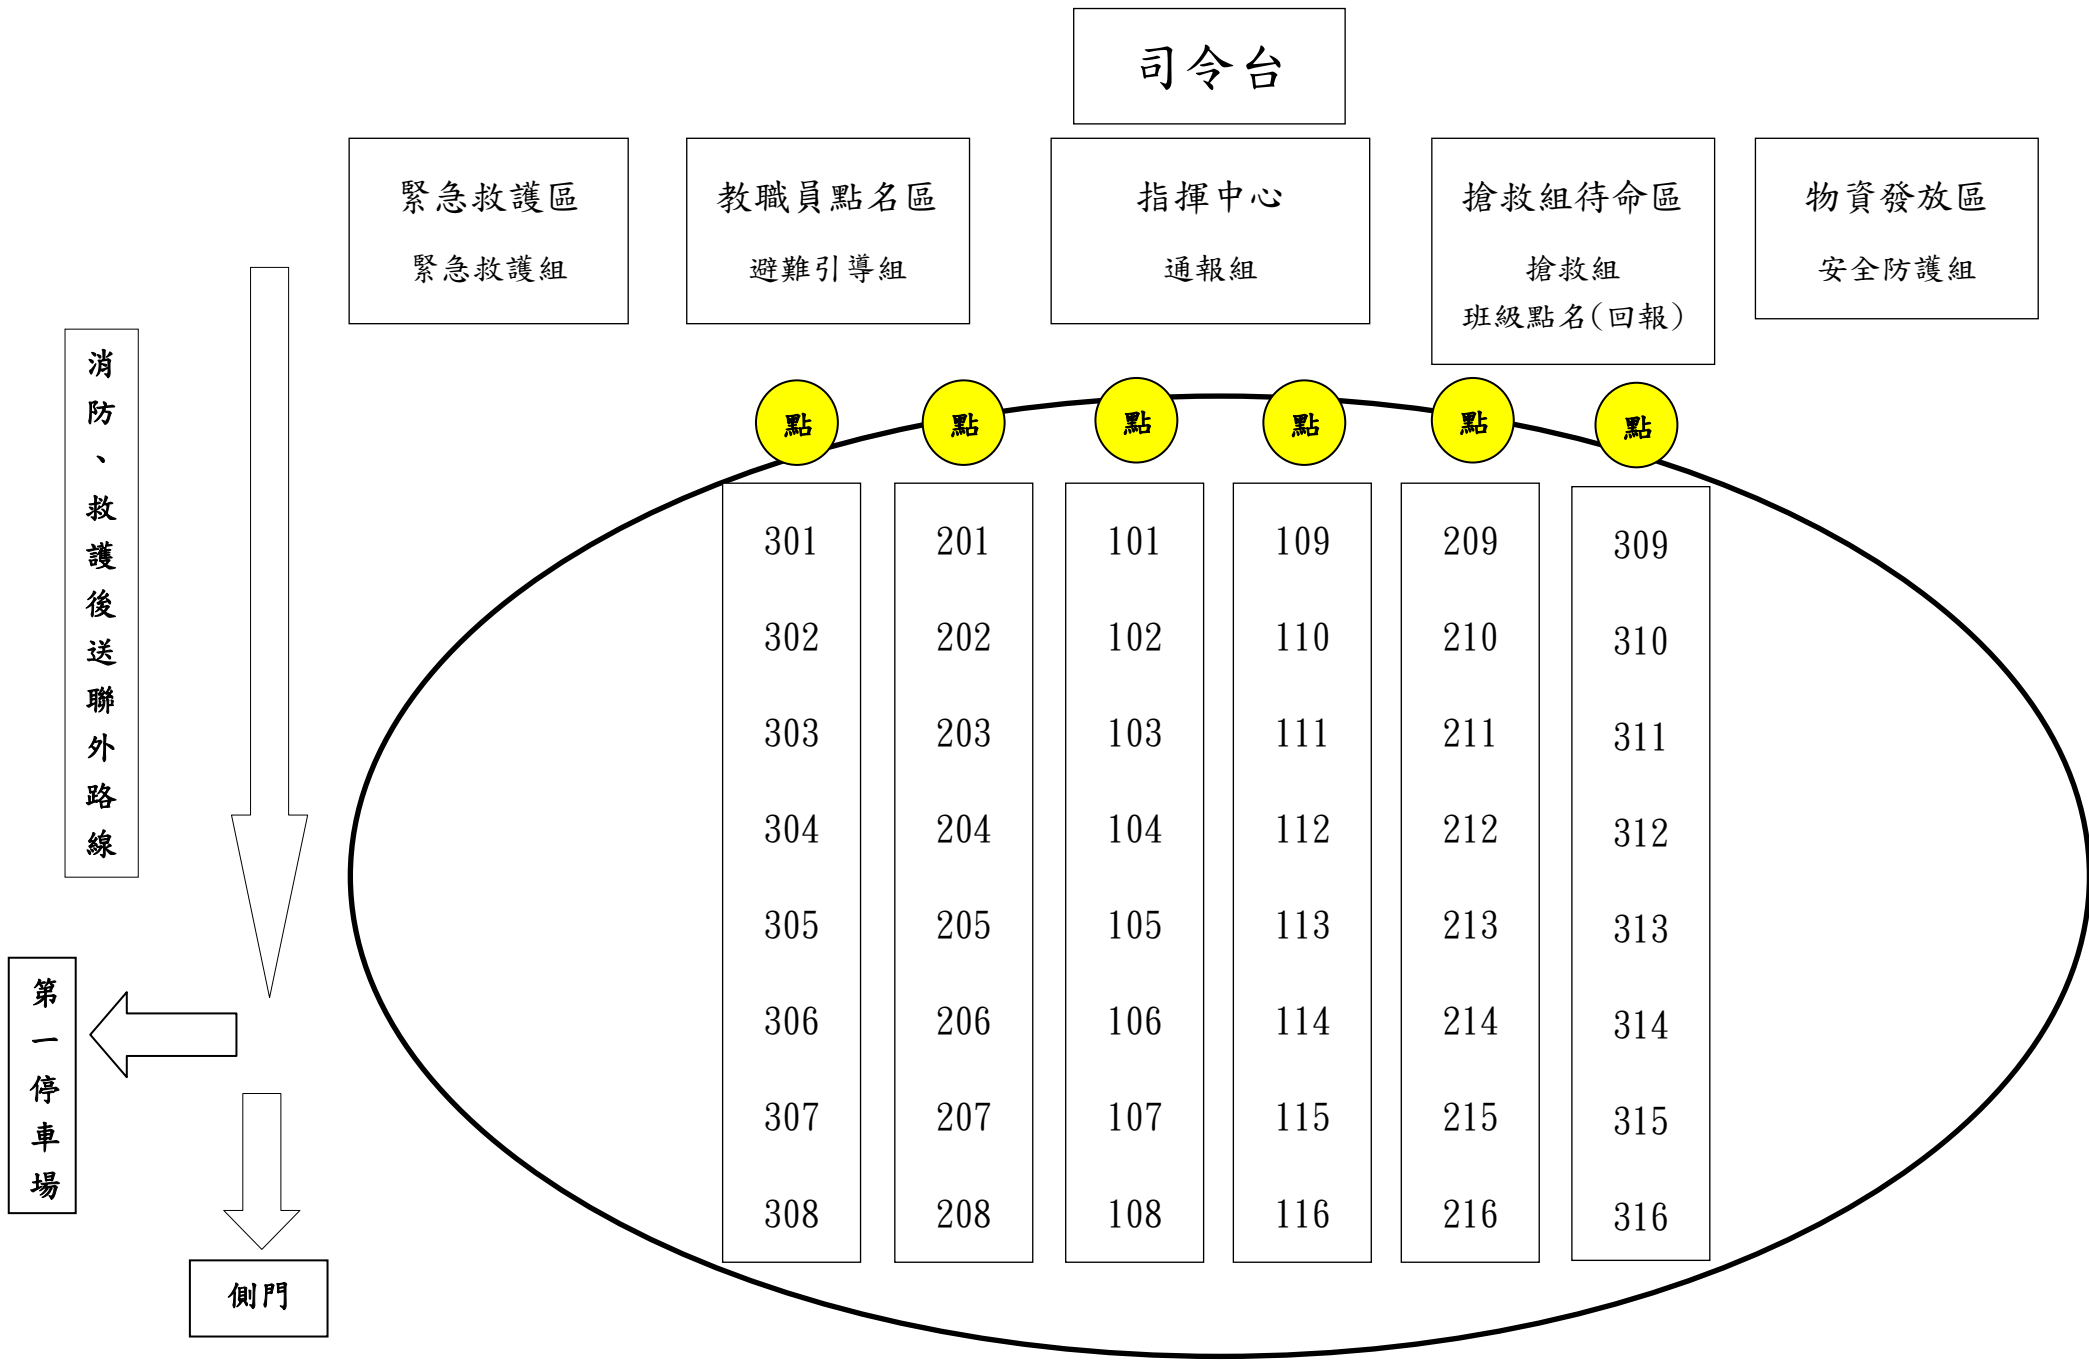 司令台
緊急救護區
緊急救護組
教職員點名區
避難引導組
指揮中心
通報組
搶救組待命區
搶救組
班級點名(回報)
物資發放區
安全防護組
消防、救護後送聯外路線
第一停車場
側門
點 點 點 點 點 點
301 201 101 109 209 309
302 202 102 110 210 310
303 203 103 111 211 311
304 204 104 112 212 312
305 205 105 113 213 313
306 206 106 114 214 314
307 207 107 115 215 315
308 208 108 116 216 316